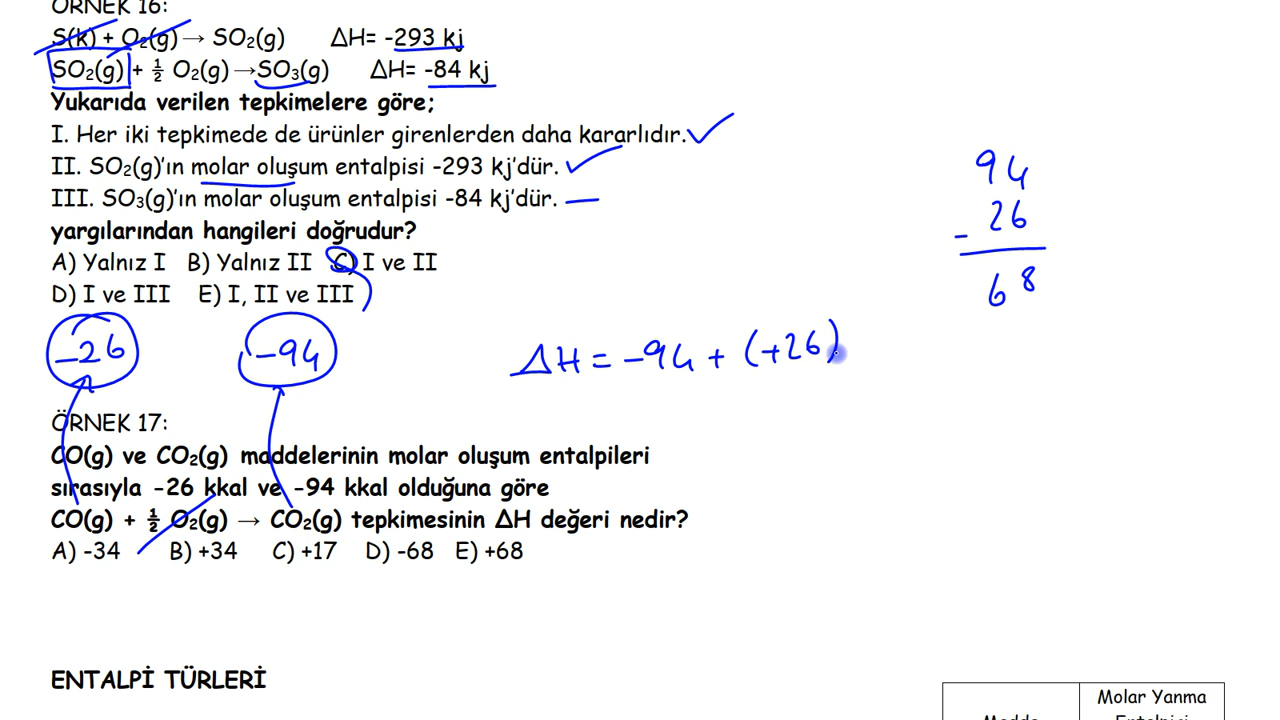 ÖRNEK 16:
S(k) + O₂(g) → SO₂(g) ΔH= -293 kj
SO₂(g) + ½ O₂(g) →SO₃(g) ΔH= -84 kj
Yukarıda verilen tepkimelere göre;
I. Her iki tepkimede de ürünler girenlerden daha kararlıdır.
II. SO₂(g)'ın molar oluşum entalpisi -293 kj'dür.
III. SO₃(g)'ın molar oluşum entalpisi -84 kj'dür.
yargılarından hangileri doğrudur?
A) Yalnız I B) Yalnız II C) I ve II
D) I ve III E) I, II ve III
94
26
-
68
-26 -94 ΔH = -94 + (+26)
ÖRNEK 17:
CO(g) ve CO₂(g) maddelerinin molar oluşum entalpileri
sırasıyla -26 kkal ve -94 kkal olduğuna göre
CO(g) + ½ O₂(g) → CO₂(g) tepkimesinin ΔH değeri nedir?
A) -34 B) +34 C) +17 D) -68 E) +68
ENTALPİ TÜRLERİ
Molar Yanma
Madde Entalpisi